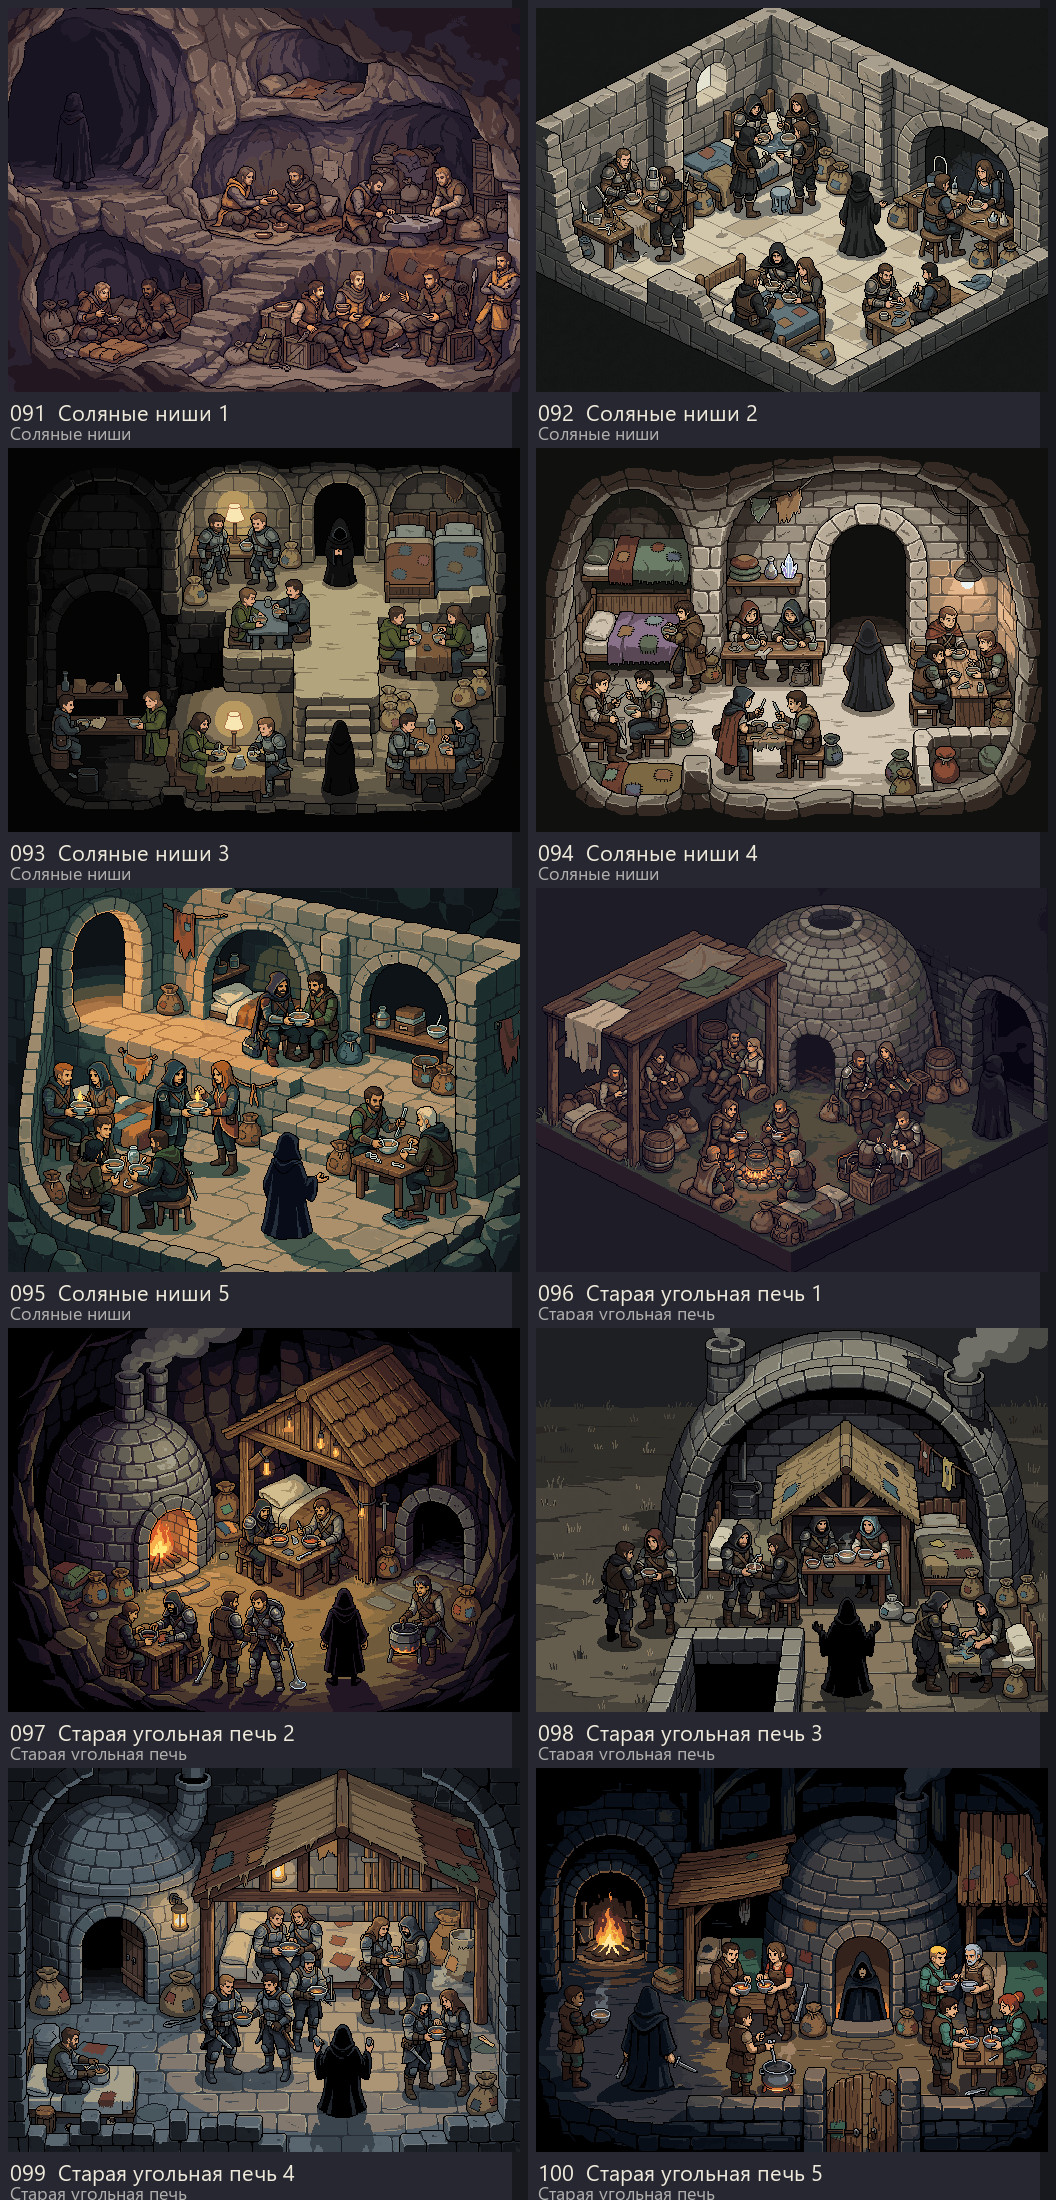 091 Соляные ниши 1
Соляные ниши
092 Соляные ниши 2
Соляные ниши
093 Соляные ниши 3
Соляные ниши
094 Соляные ниши 4
Соляные ниши
095 Соляные ниши 5
Соляные ниши
096 Старая угольная печь 1
Старая угольная печь
097 Старая угольная печь 2
Старая угольная печь
098 Старая угольная печь 3
Старая угольная печь
099 Старая угольная печь 4
Старая угольная печь
100 Старая угольная печь 5
Старая угольная печь